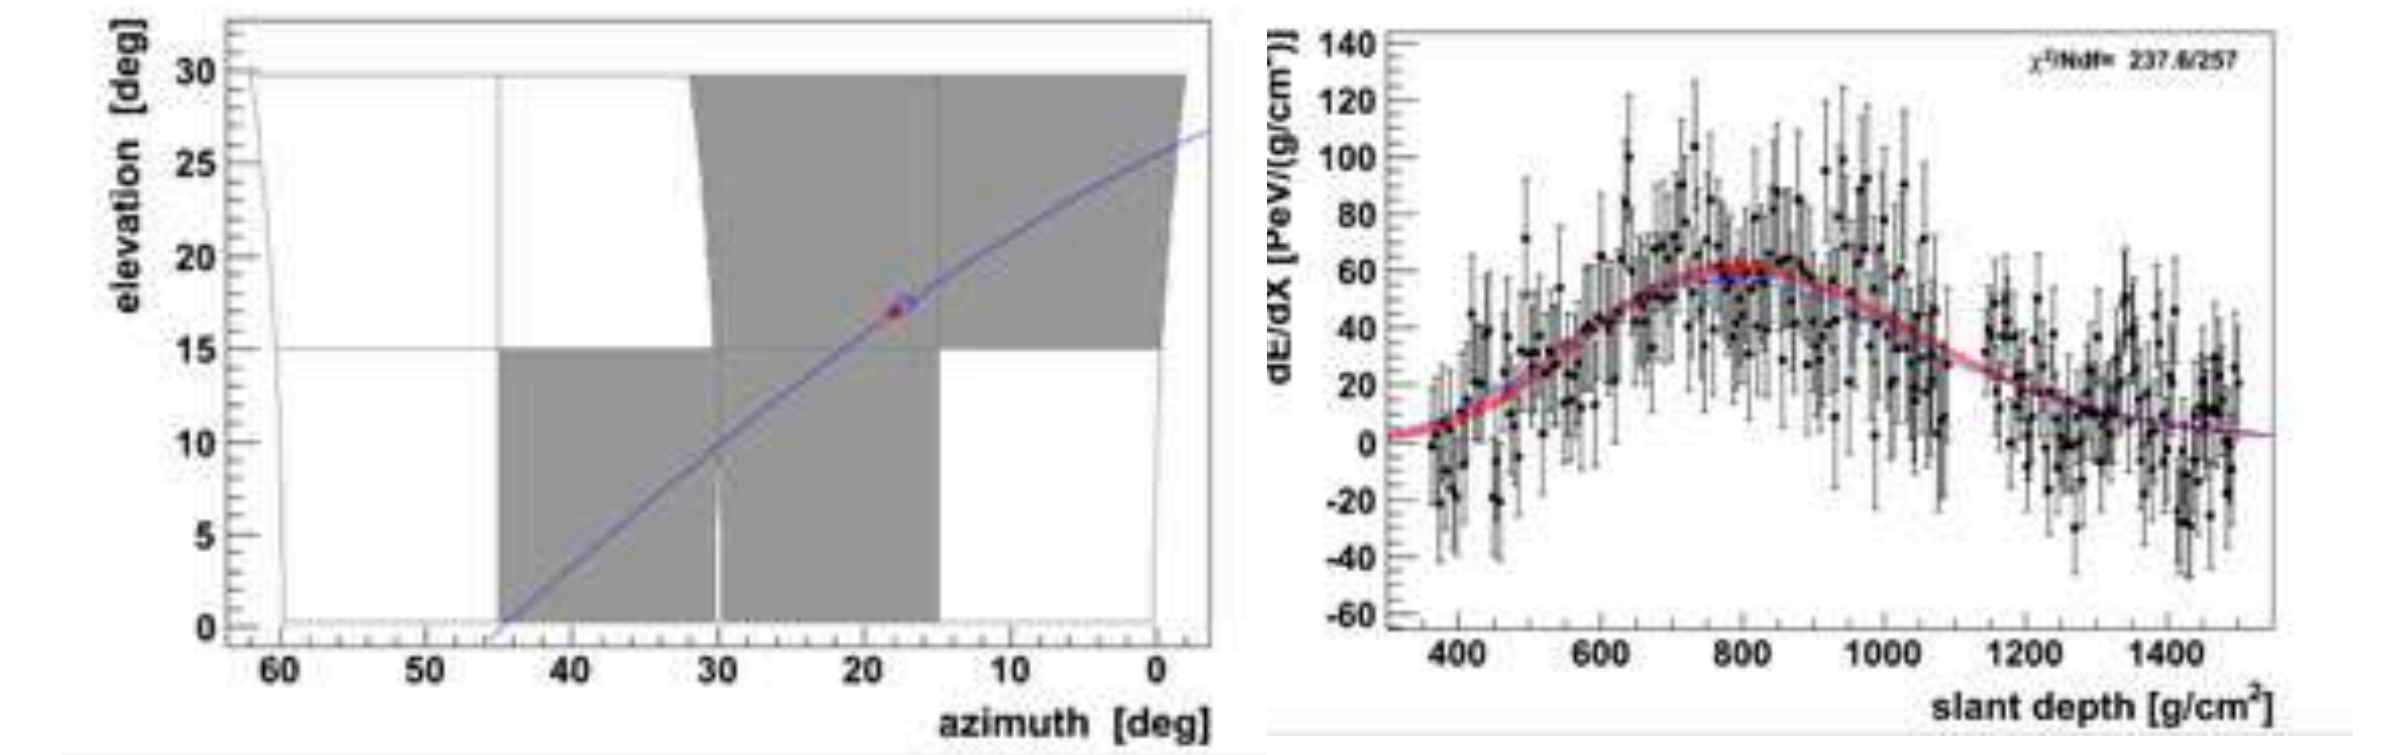 elevation [deg]
30
25
20
15
10
5
0
60 50 40 30 20 10 0
azimuth [deg]
dE/dX [PeV/(g/cm²)]
χ²/Ndf= 237.6/257
140
120
100
80
60
40
20
0
-20
-40
-60
400 600 800 1000 1200 1400
slant depth [g/cm²]